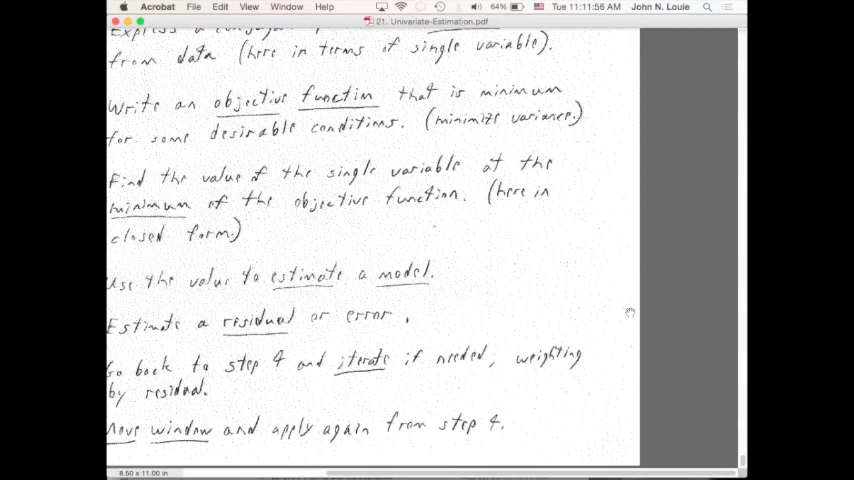 Acrobat File Edit View Window Help 64% Tue 11:11:56 AM John N. Louie
21. Univariate-Estimation.pdf
Express a
from data (here in terms of single variable).
Write an objective function that is minimum
for some desirable conditions. (minimize variance.)
Find the value of the single variable at the
minimum of the objective function. (here in
closed form.)
Use the value to estimate a model.
Estimate a residual or error.
Go back to step 4 and iterate if needed, weighting
by residual.
Move window and apply again from step 4.
8.50 x 11.00 in